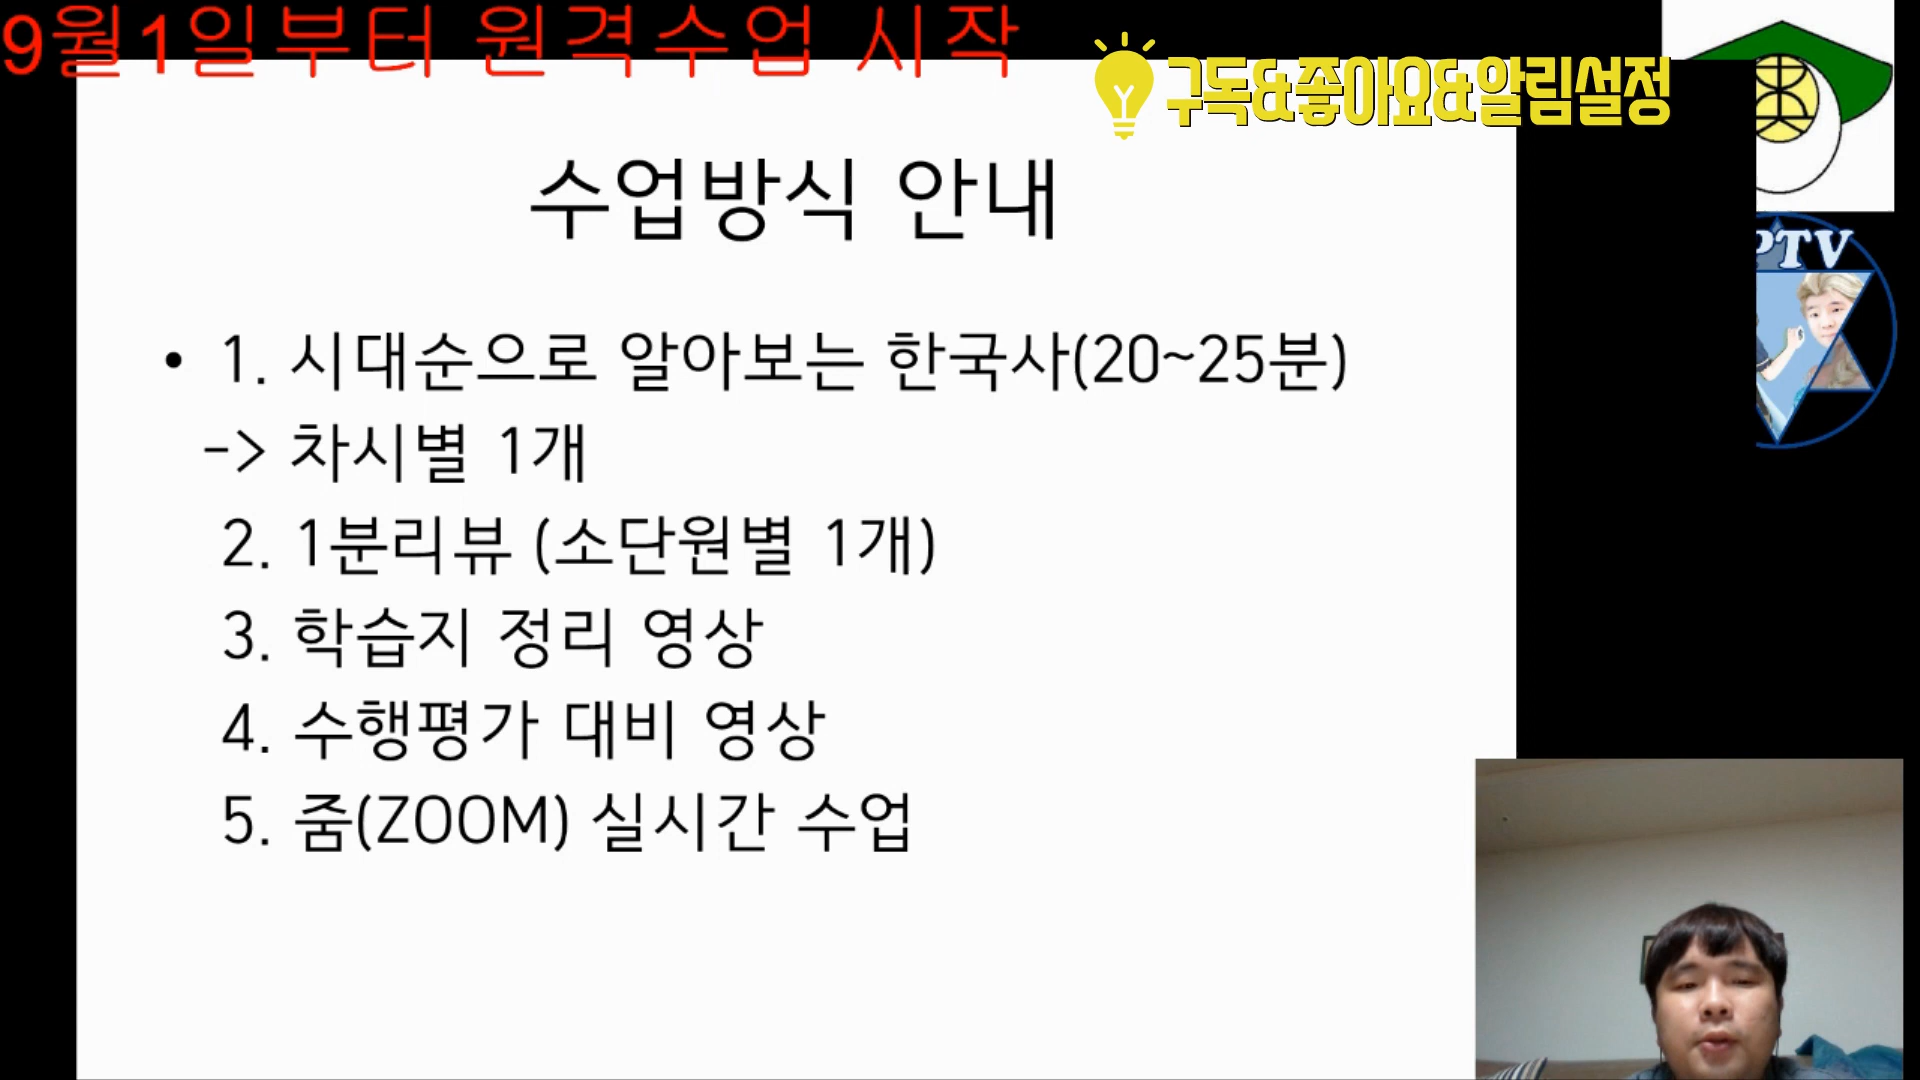 9월1일부터 원격수업 시작
구독&좋아요&알림설정
수업방식 안내
• 1. 시대순으로 알아보는 한국사(20~25분)
-> 차시별 1개
2. 1분리뷰 (소단원별 1개)
3. 학습지 정리 영상
4. 수행평가 대비 영상
5. 줌(ZOOM) 실시간 수업
PTV